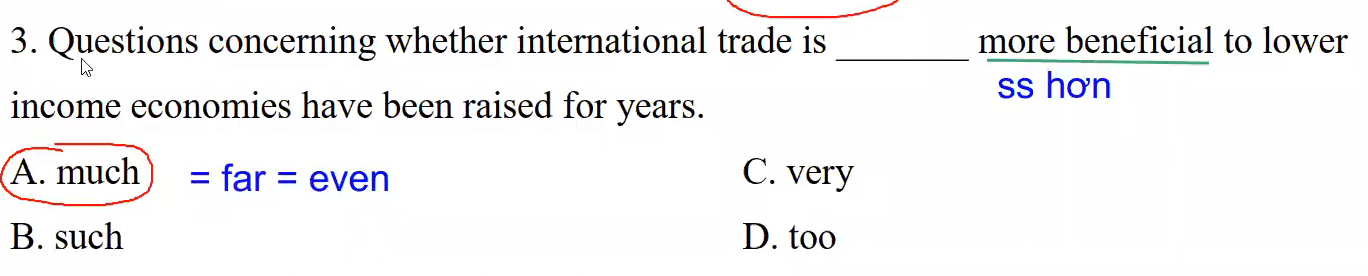 3. Questions concerning whether international trade is ________ more beneficial to lower
ss hơn
income economies have been raised for years.
A. much = far = even C. very
B. such D. too